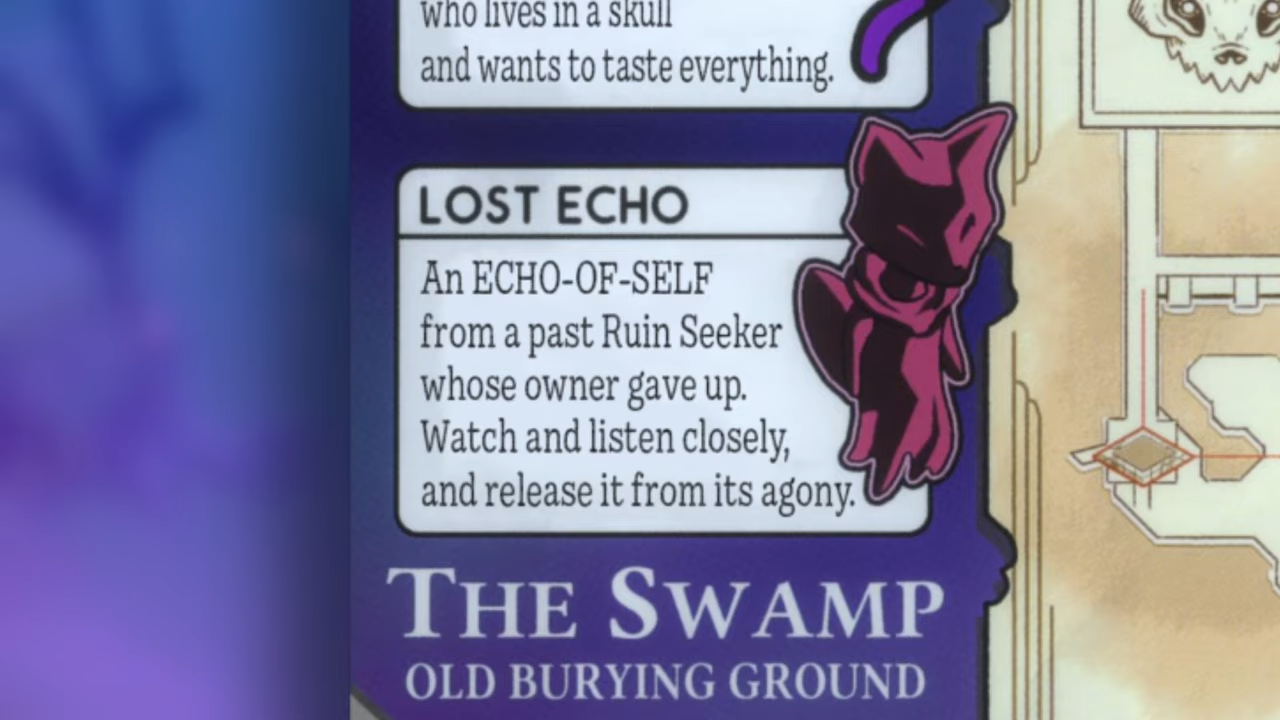 who lives in a skull
and wants to taste everything.
LOST ECHO
An ECHO-OF-SELF
from a past Ruin Seeker
whose owner gave up.
Watch and listen closely,
and release it from its agony.
THE SWAMP
OLD BURYING GROUND